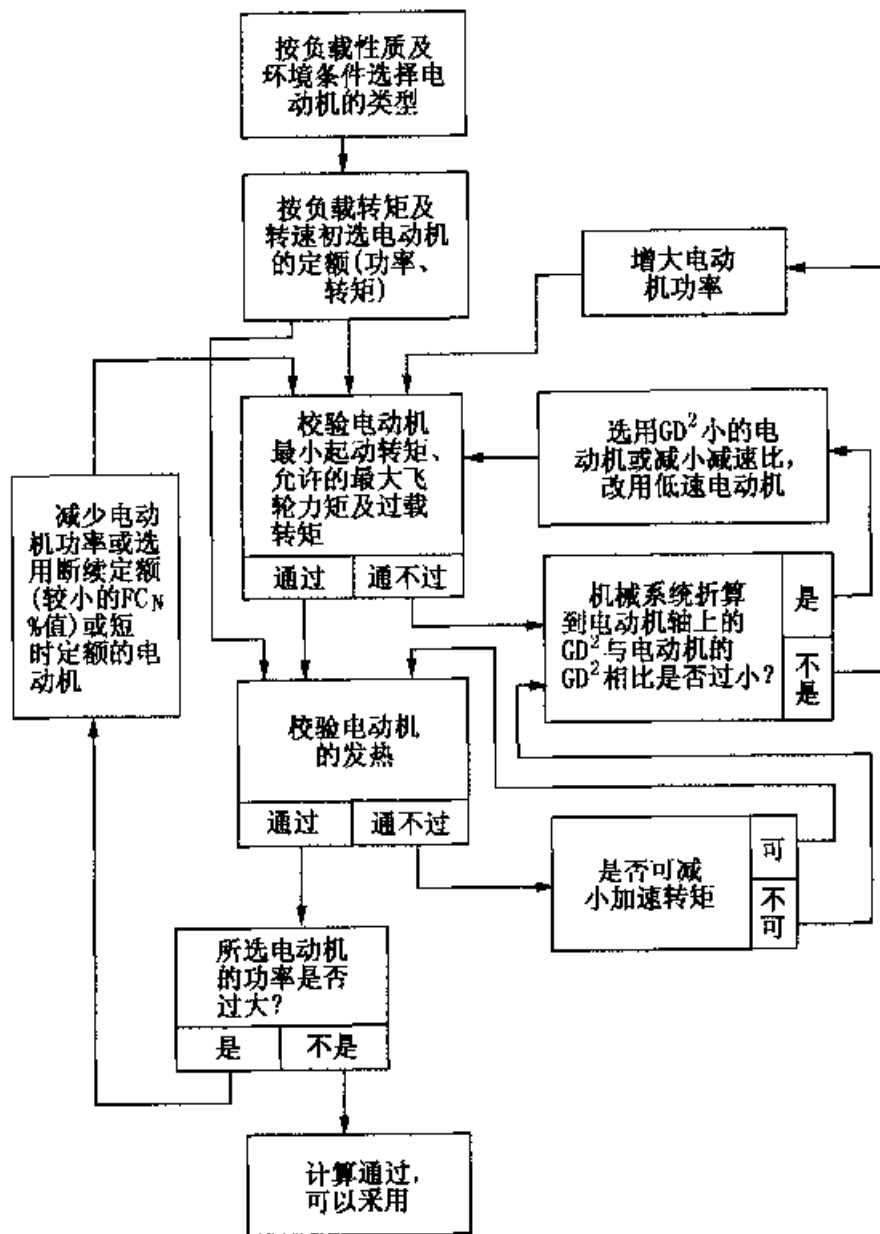 按负载性质及
环境条件选择电
动机的类型
按负载转矩及
转速初选电动机
的定额(功率、
转矩)
增大电动
机功率
校验电动机
最小起动转矩、
允许的最大飞
轮力矩及过载
转矩
通过
通不过
选用GD²小的电
动机或减小减速比,
改用低速电动机
减少电动
机功率或选
用断续定额
(较小的FC_N
%值)或短
时定额的电
动机
机械系统折算
到电动机轴上的
GD²与电动机的
GD²相比是否过小?
是
不是
校验电动机
的发热
通过
通不过
是否可减
小加速转矩
可
不可
所选电动机
的功率是否
过大?
是
不是
计算通过,
可以采用